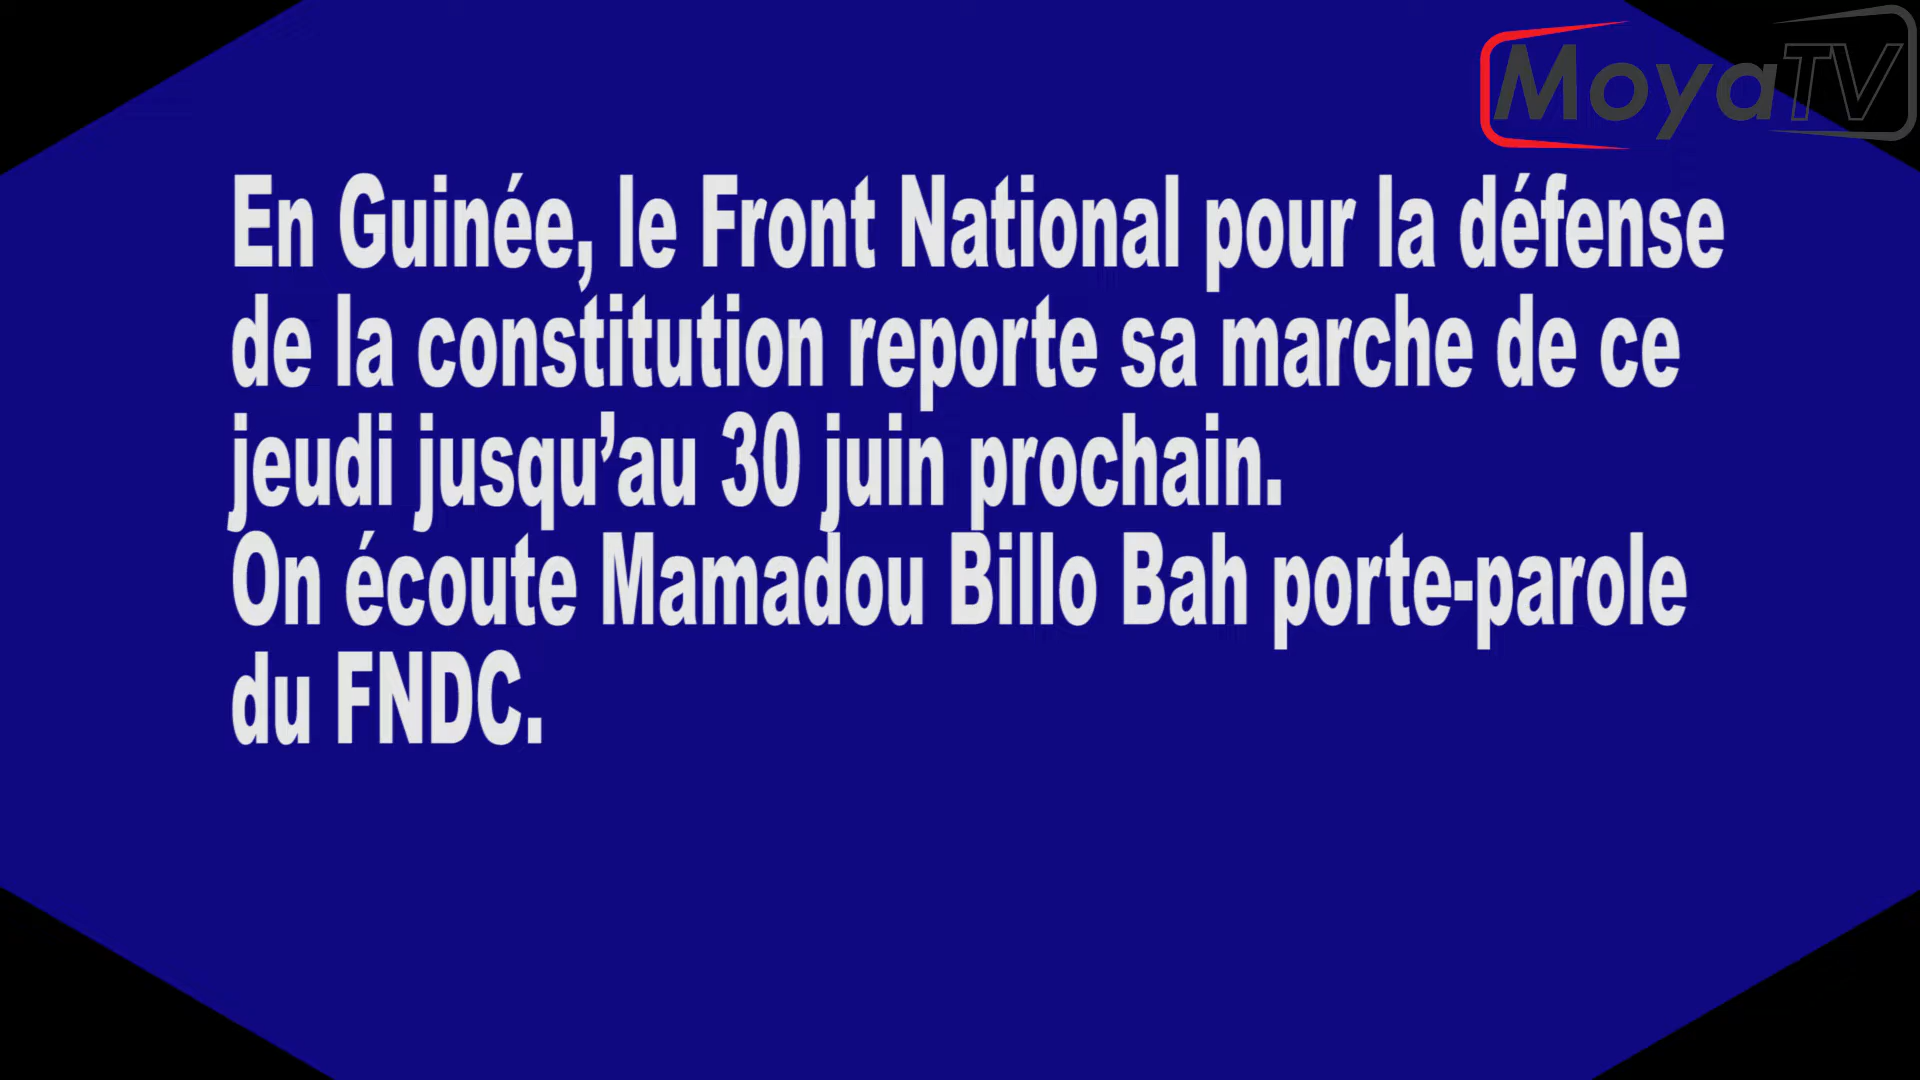 MoyaTV
En Guinée, le Front National pour la défense
de la constitution reporte sa marche de ce
jeudi jusqu’au 30 juin prochain.
On écoute Mamadou Billo Bah porte-parole
du FNDC.